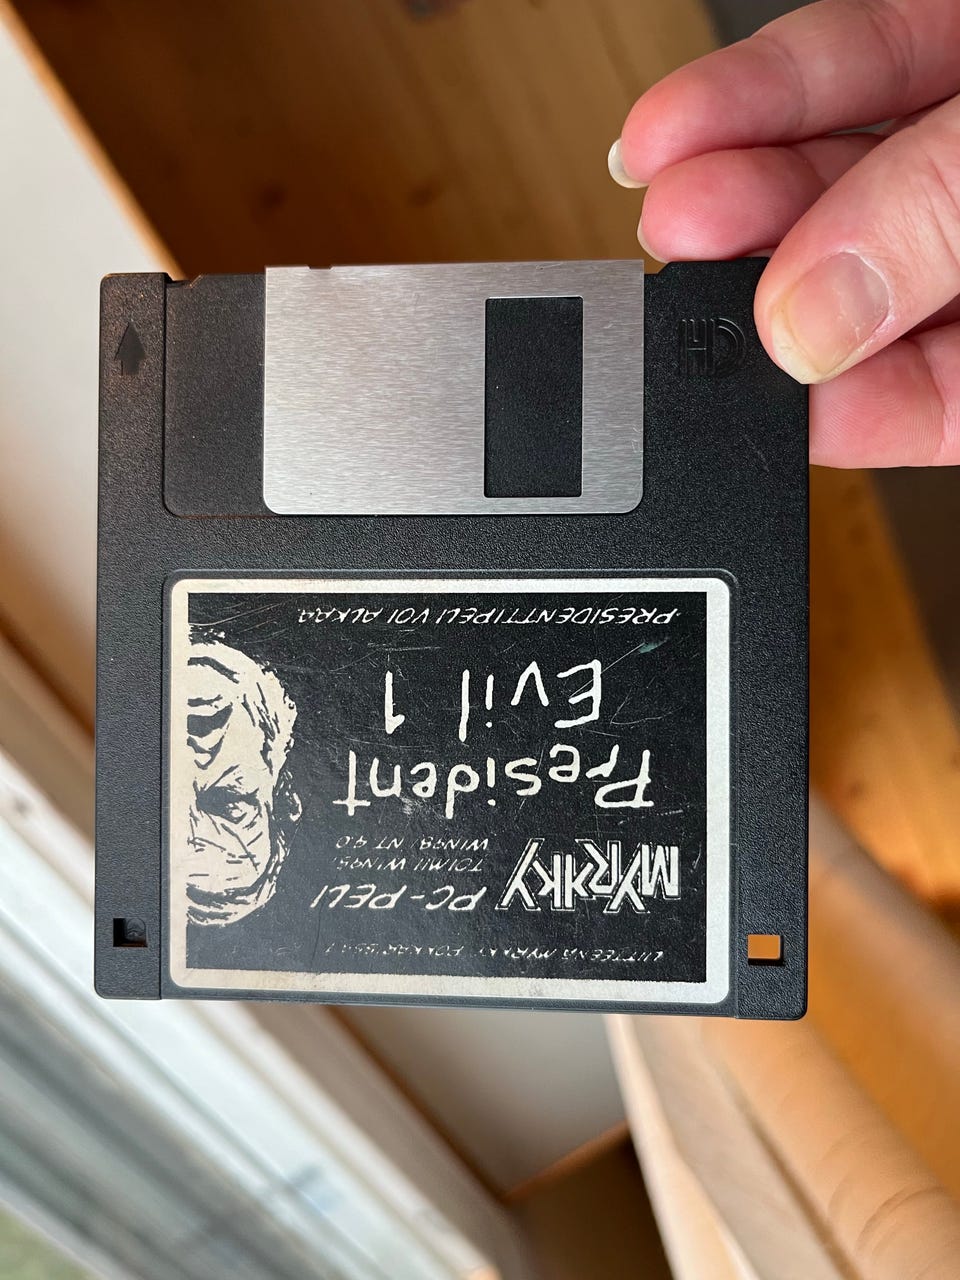 HD
LIITTEENÄ MYRKKY
MYRKKY PC-PELI
TOIMII WIN95/
WIN98/ NT 4.0
President
Evil 1
PRESIDENTTIPELI VOI ALKAA